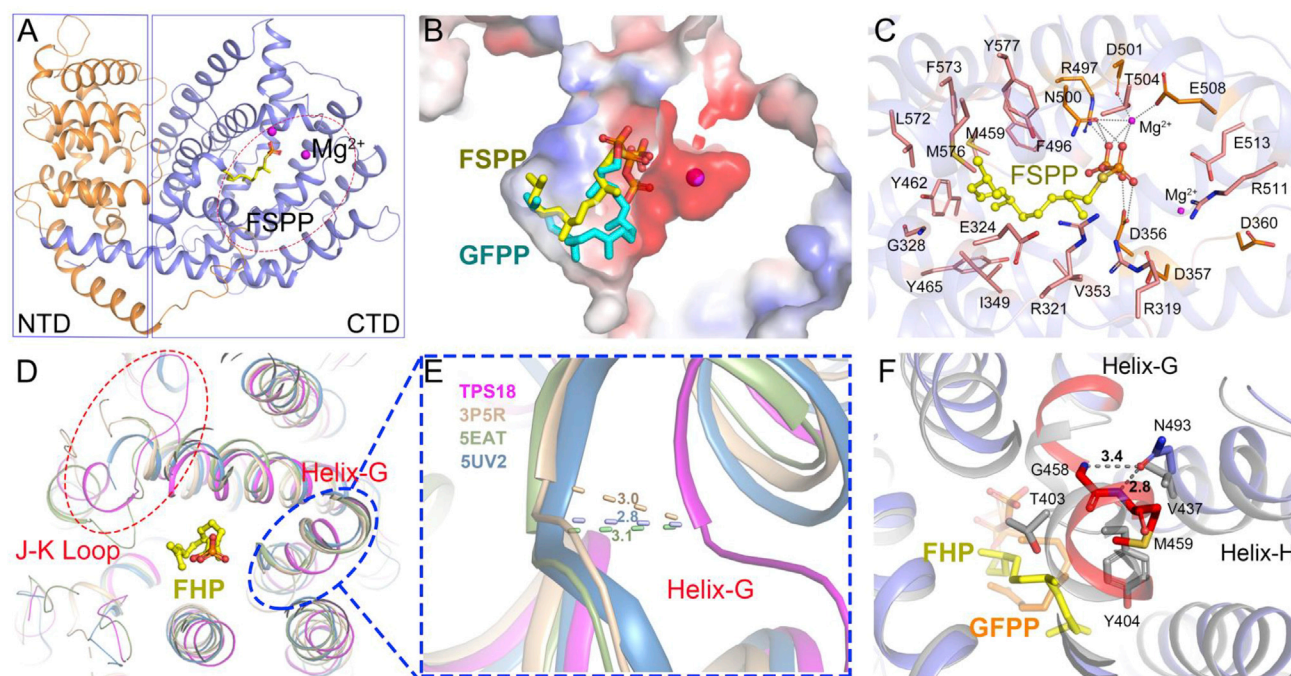 A
Mg2+
FSPP
NTD
CTD
B
FSPP
GFPP
C
Y577
D501
F573
R497
T504
N500
E508
L572
M459
Mg2+
M576
F496
E513
FSPP
Y462
R511
Mg2+
E324
D356
D360
G328
D357
Y465
V353
I349
R321
R319
D
Helix-G
J-K Loop
FHP
E
TPS18
3P5R
5EAT
5UV2
3.0
2.8
3.1
Helix-G
F
Helix-G
N493
G458
3.4
2.8
T403
V437
FHP
M459
Helix-H
GFPP
Y404